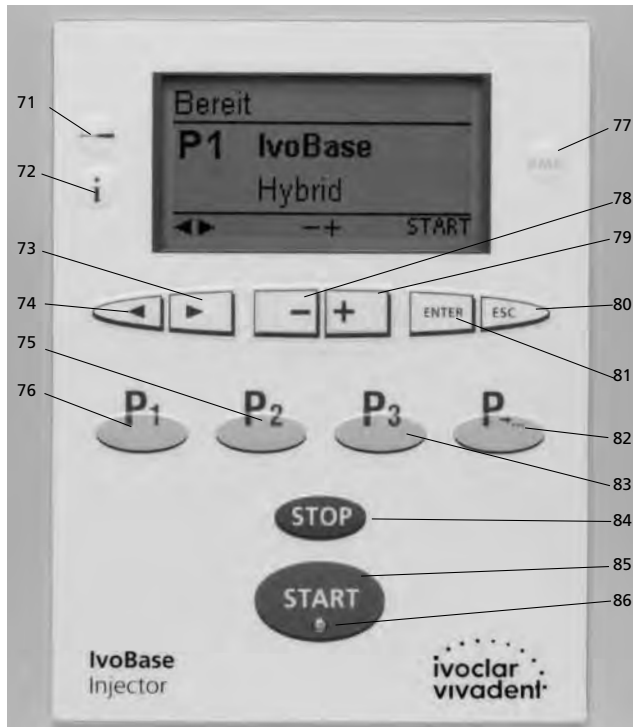 71
77
Bereit
P1 IvoBase
Hybrid
◀▶ −+ START
72
i
RMR
78
79
73
74
◀ ▶ − + ENTER ESC
80
75
76
81
P1 P2 P3 P→...
82
83
STOP
84
85
START
86
IvoBase
Injector
ivoclar
vivadent·